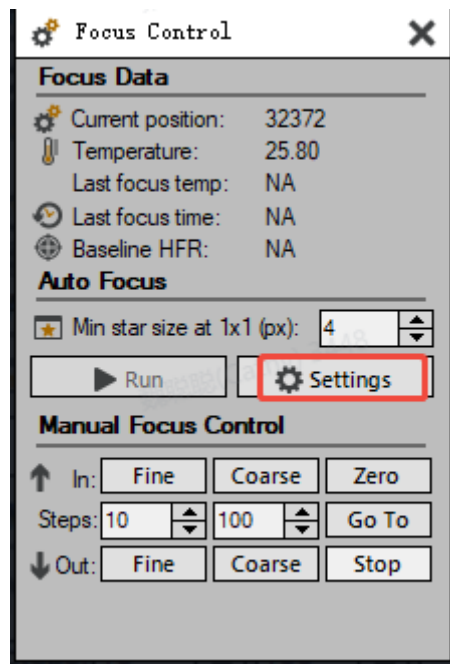 Focus Control
Focus Data
Current position: 32372
Temperature: 25.80
Last focus temp: NA
Last focus time: NA
Baseline HFR: NA
Auto Focus
Min star size at 1x1 (px): 4
Run Settings
Manual Focus Control
In: Fine Coarse Zero
Steps: 10 100 Go To
Out: Fine Coarse Stop